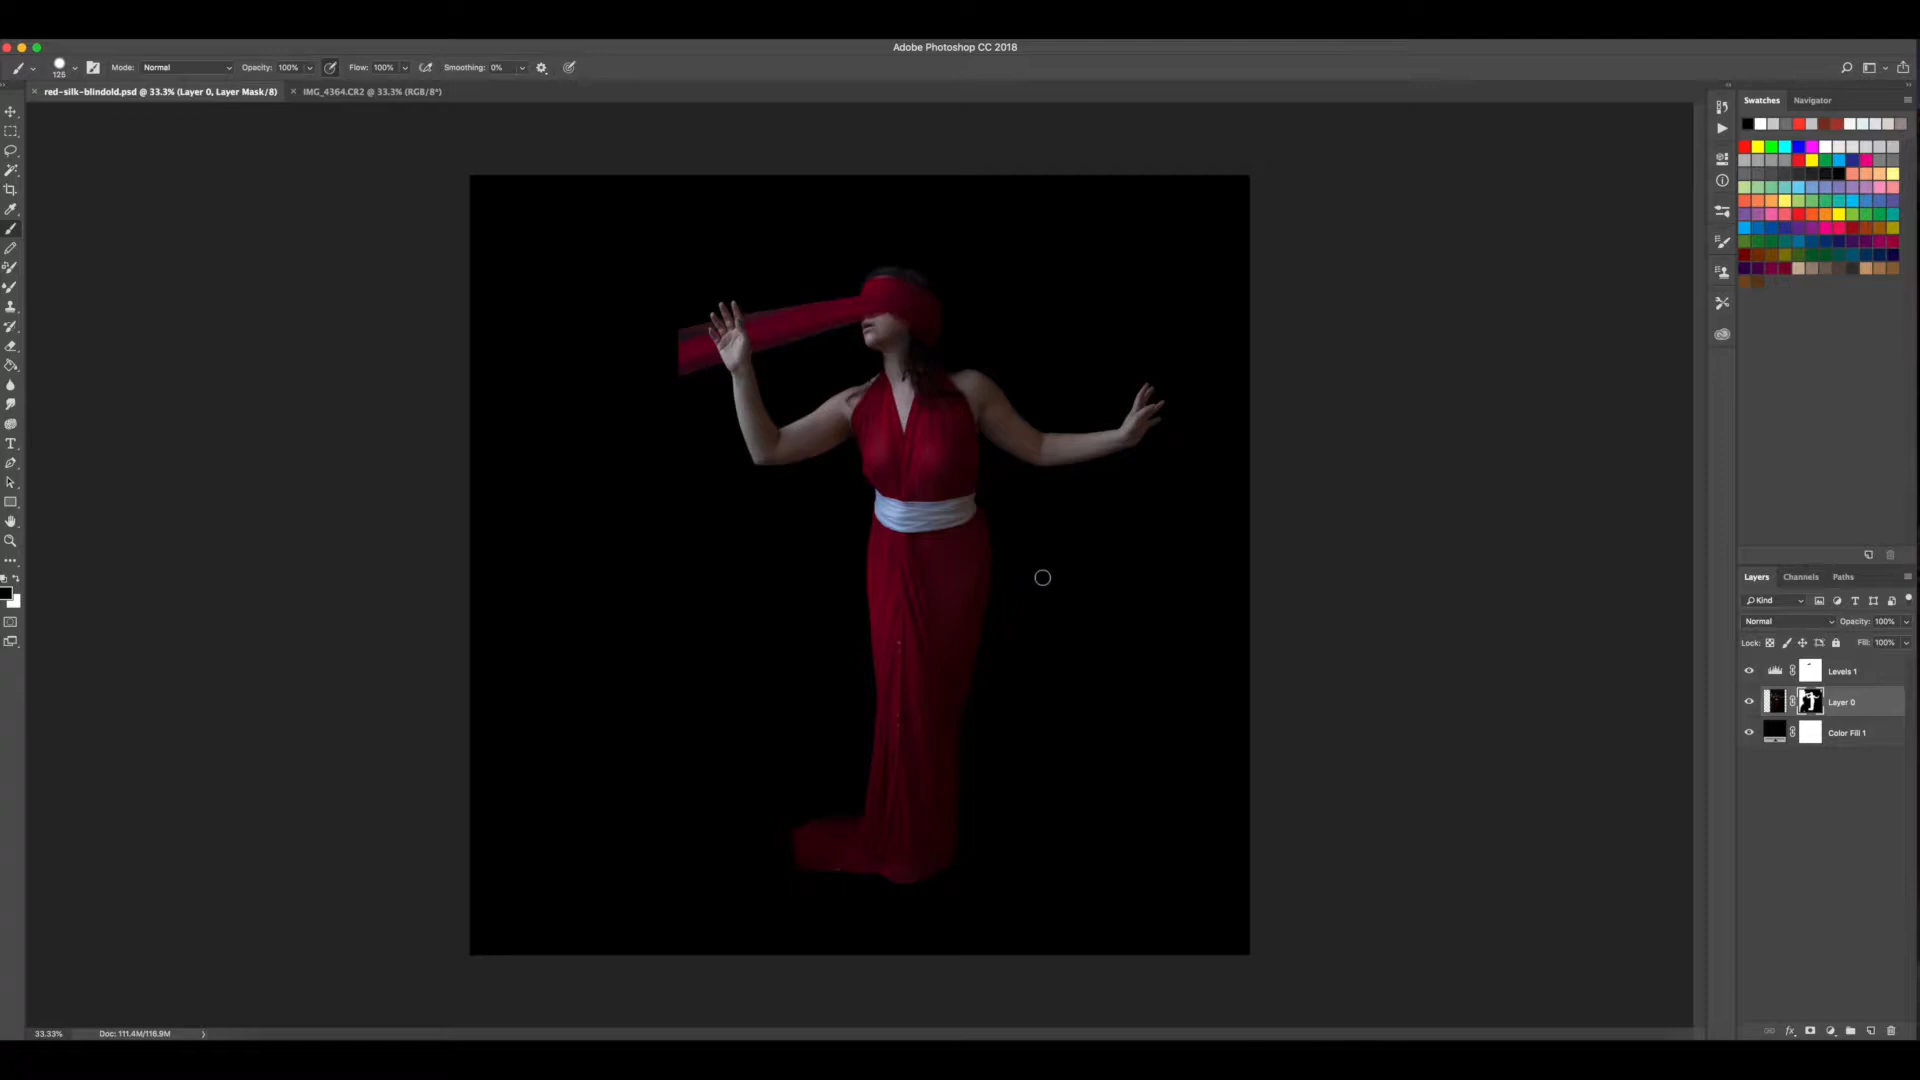 Adobe Photoshop CC 2018
125 Mode: Normal Opacity: 100% Flow: 100% Smoothing: 0%
red-silk-blindold.psd @ 33.3% (Layer 0, Layer Mask/8) IMG_4364.CR2 @ 33.3% (RGB/8*)
Swatches Navigator
Layers Channels Paths
Kind
Normal Opacity: 100%
Lock: Fill: 100%
Levels 1
Layer 0
Color Fill 1
fx
33.33% Doc: 111.4M/116.9M